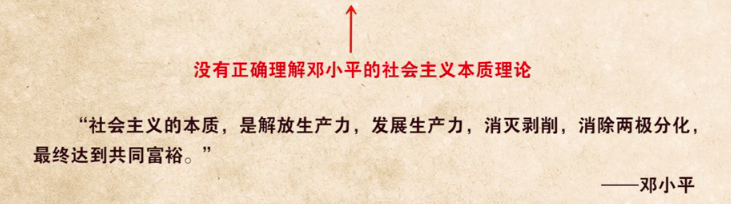 没有正确理解邓小平的社会主义本质理论
“社会主义的本质，是解放生产力，发展生产力，消灭剥削，消除两极分化，
最终达到共同富裕。”
——邓小平